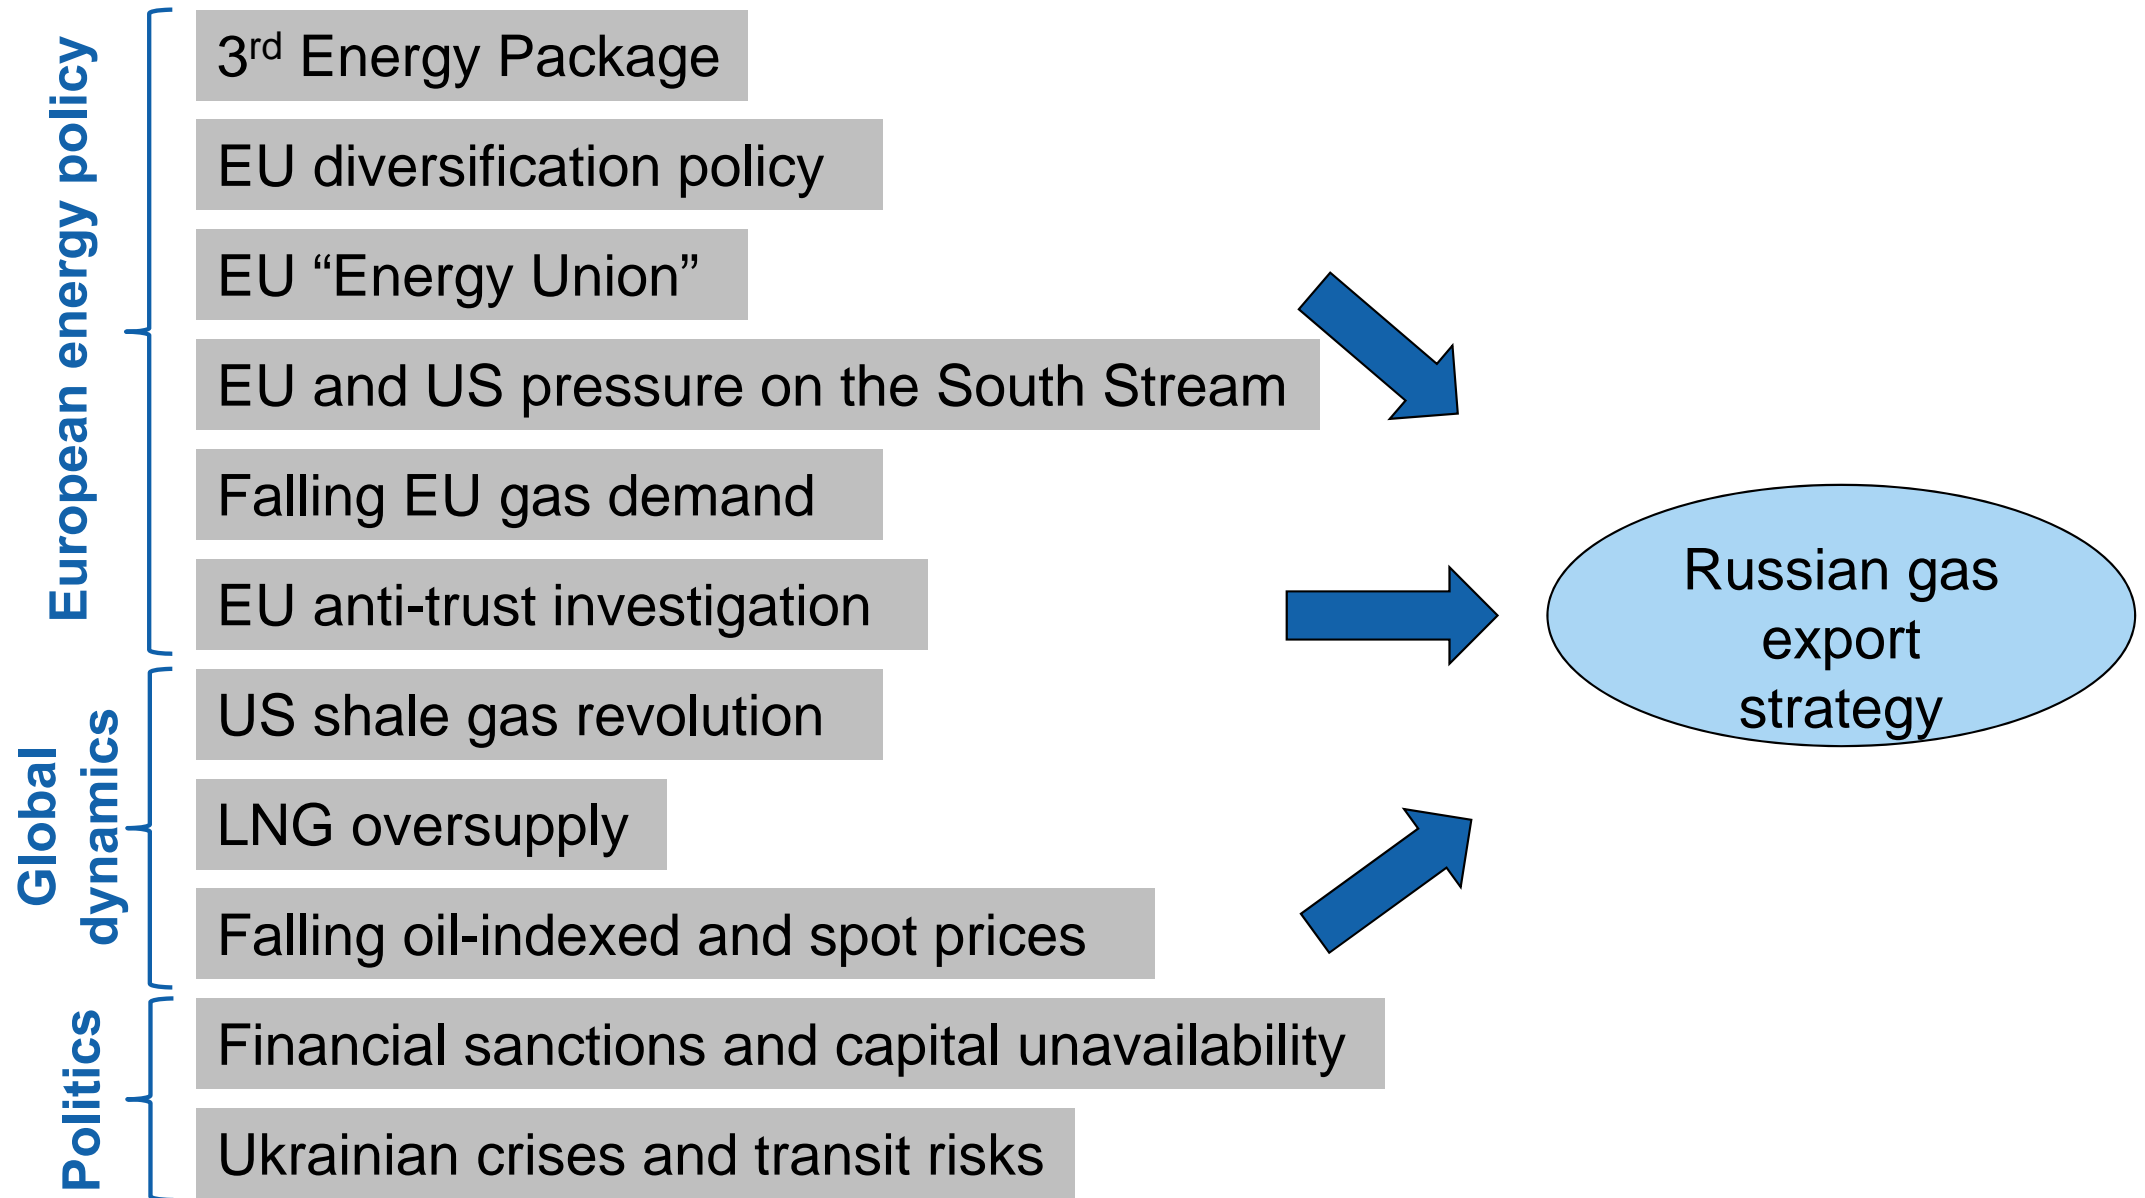 European energy policy
3rd Energy Package
EU diversification policy
EU “Energy Union”
EU and US pressure on the South Stream
Falling EU gas demand
EU anti-trust investigation
Global
dynamics
US shale gas revolution
LNG oversupply
Falling oil-indexed and spot prices
Politics
Financial sanctions and capital unavailability
Ukrainian crises and transit risks
Russian gas
export
strategy